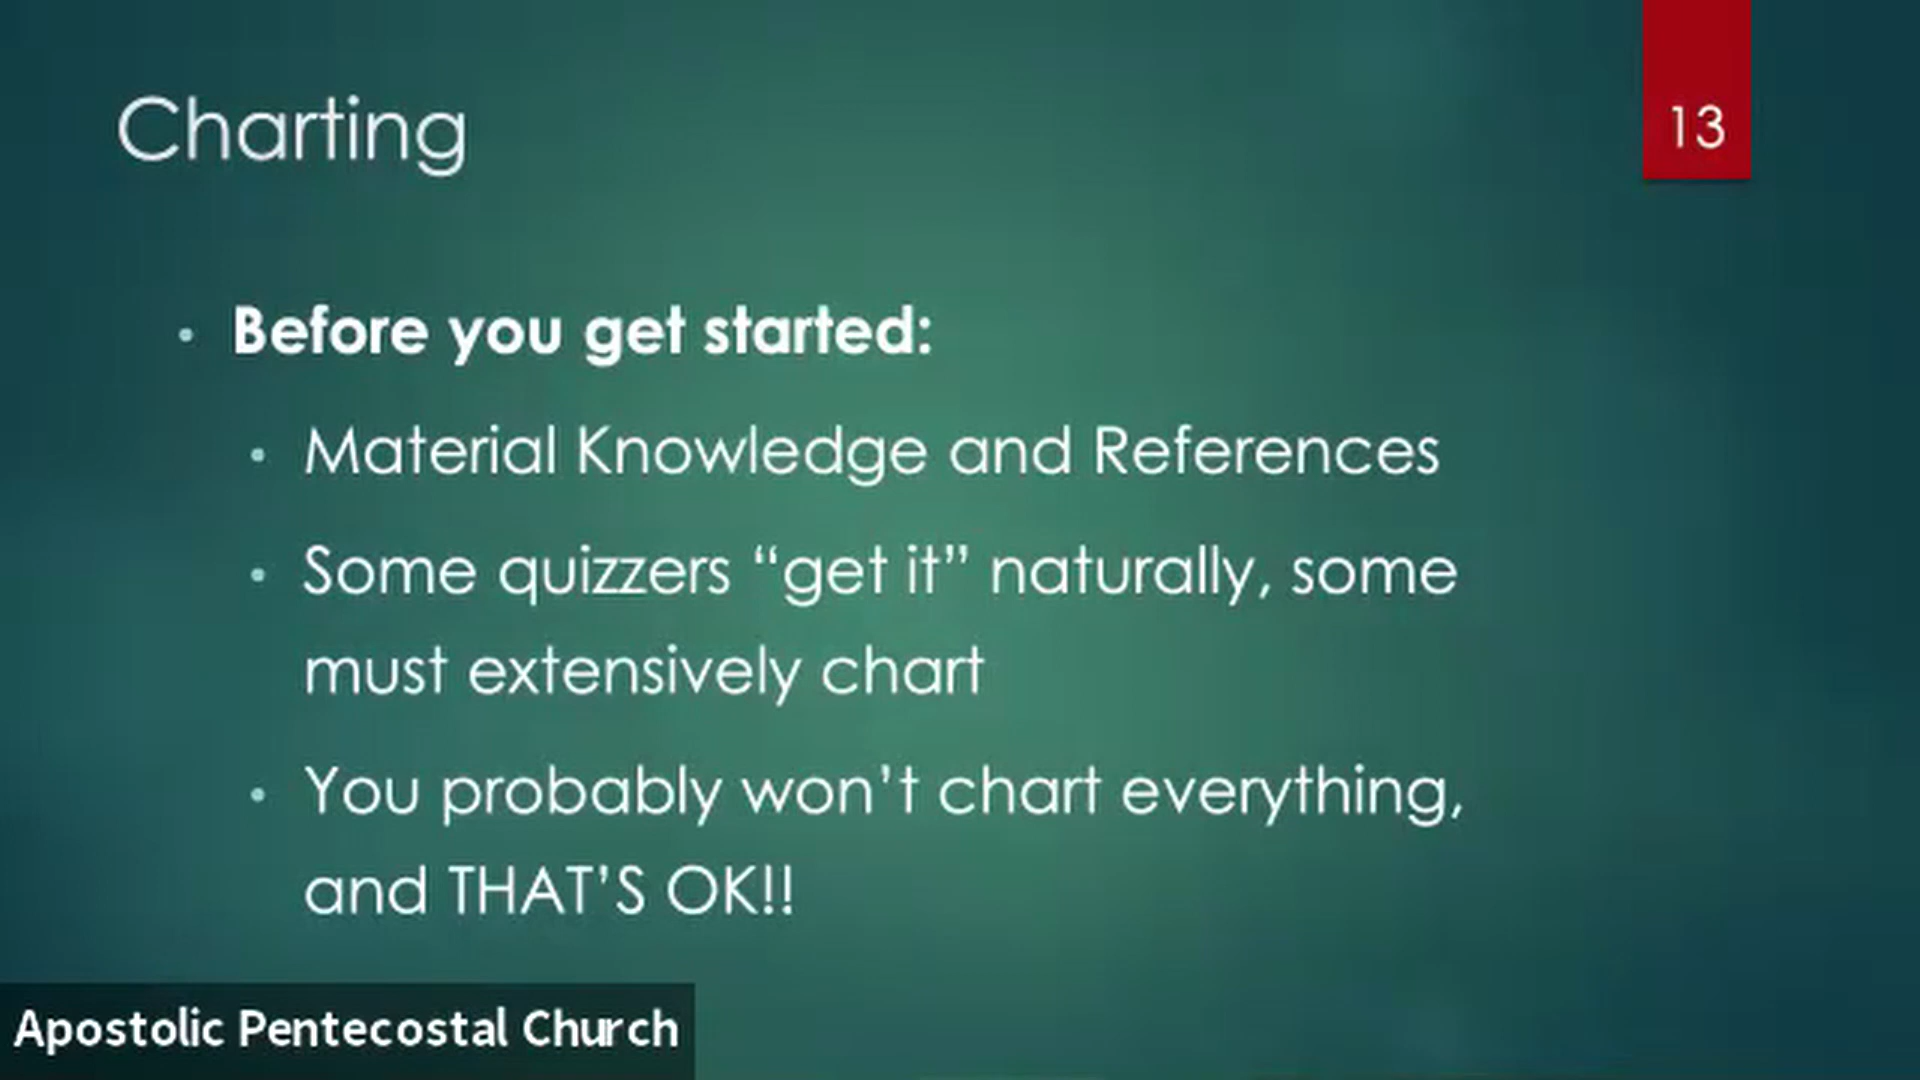 Charting
13
• Before you get started:
• Material Knowledge and References
• Some quizzers “get it” naturally, some
must extensively chart
• You probably won’t chart everything,
and THAT’S OK!!
Apostolic Pentecostal Church